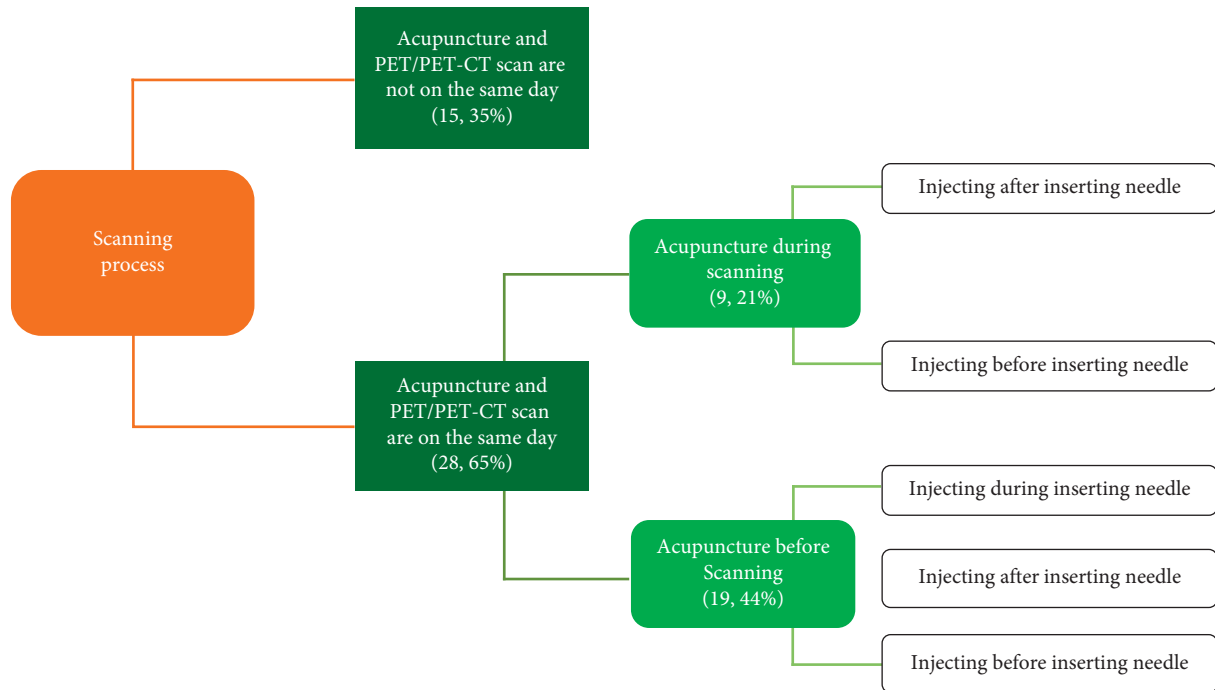 Scanning
process
Acupuncture and
PET/PET-CT scan are
not on the same day
(15, 35%)
Acupuncture and
PET/PET-CT scan
are on the same day
(28, 65%)
Acupuncture during
scanning
(9, 21%)
Acupuncture before
Scanning
(19, 44%)
Injecting after inserting needle
Injecting before inserting needle
Injecting during inserting needle
Injecting after inserting needle
Injecting before inserting needle